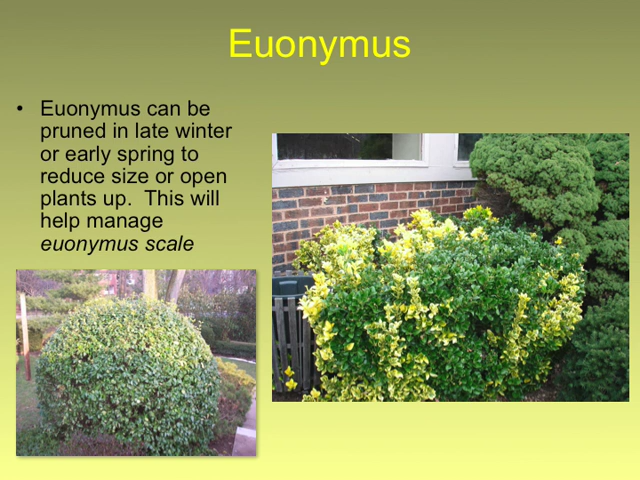 Euonymus
• Euonymus can be
pruned in late winter
or early spring to
reduce size or open
plants up.  This will
help manage
euonymus scale